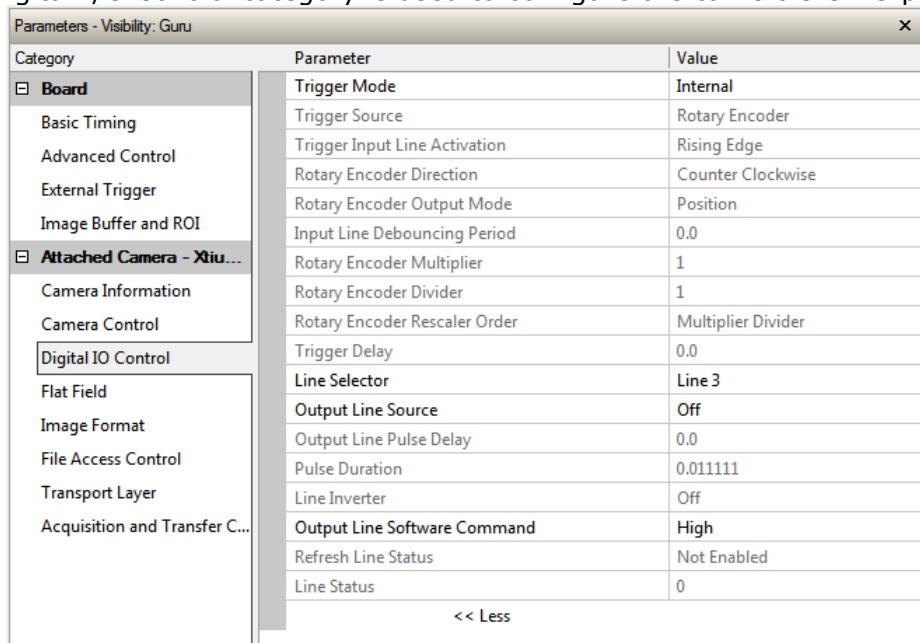 Parameters - Visibility: Guru ×
Category Parameter Value
Board Trigger Mode Internal
Basic Timing Trigger Source Rotary Encoder
Advanced Control Trigger Input Line Activation Rising Edge
External Trigger Rotary Encoder Direction Counter Clockwise
Image Buffer and ROI Rotary Encoder Output Mode Position
Input Line Debouncing Period 0.0
Attached Camera - Xtiu... Rotary Encoder Multiplier 1
Camera Information Rotary Encoder Divider 1
Camera Control Rotary Encoder Rescaler Order Multiplier Divider
Digital IO Control Trigger Delay 0.0
Flat Field Line Selector Line 3
Image Format Output Line Source Off
Output Line Pulse Delay 0.0
File Access Control Pulse Duration 0.011111
Transport Layer Line Inverter Off
Acquisition and Transfer C... Output Line Software Command High
Refresh Line Status Not Enabled
Line Status 0
<< Less